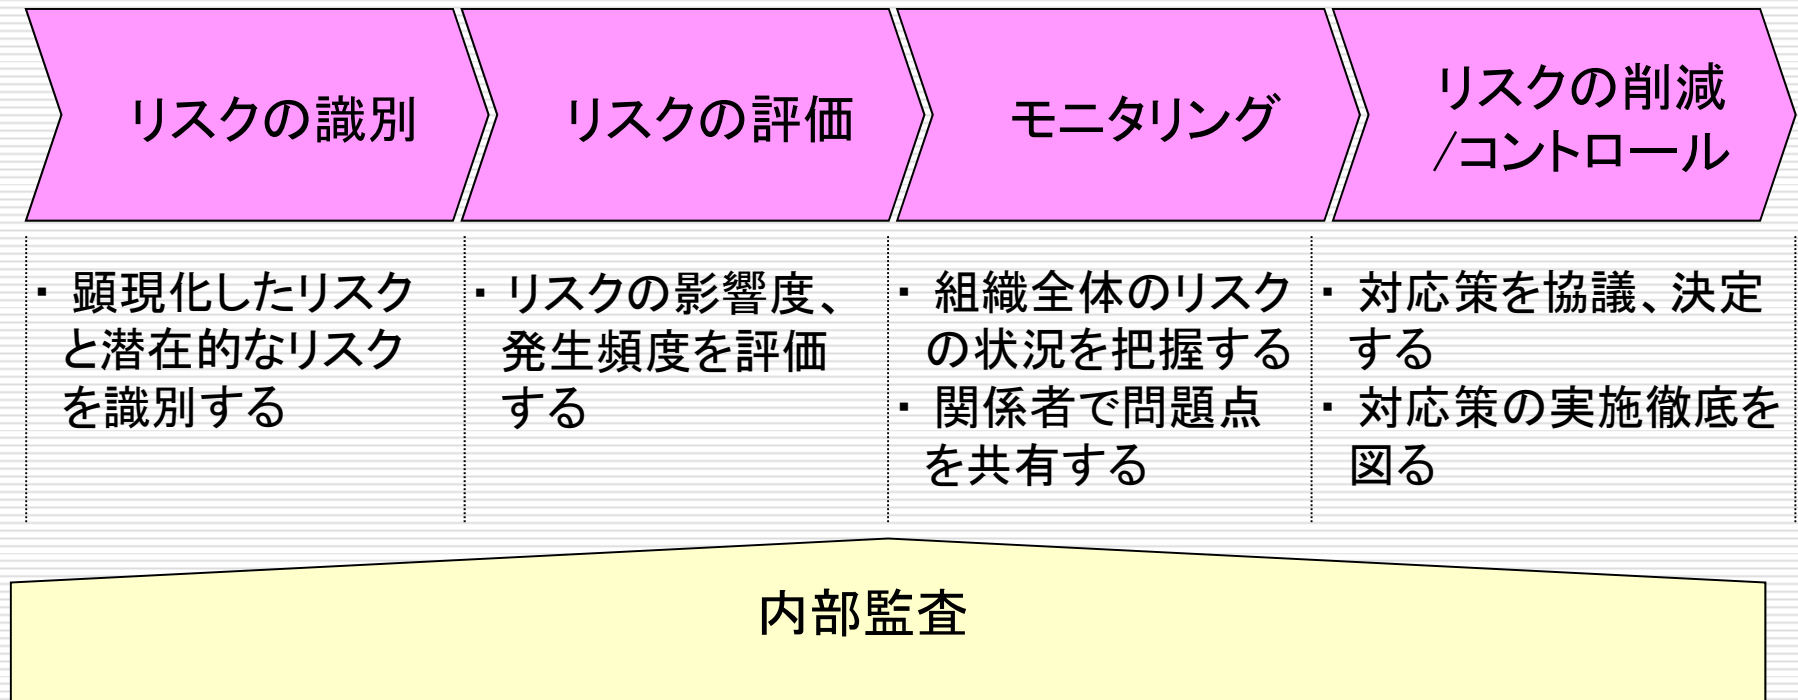 リスクの識別
リスクの評価
モニタリング
リスクの削減
/コントロール
・ 顕現化したリスク
と潜在的なリスク
を識別する
・ リスクの影響度、
発生頻度を評価
する
・ 組織全体のリスク
の状況を把握する
・ 関係者で問題点
を共有する
・ 対応策を協議、決定
する
・ 対応策の実施徹底を
図る
内部監査